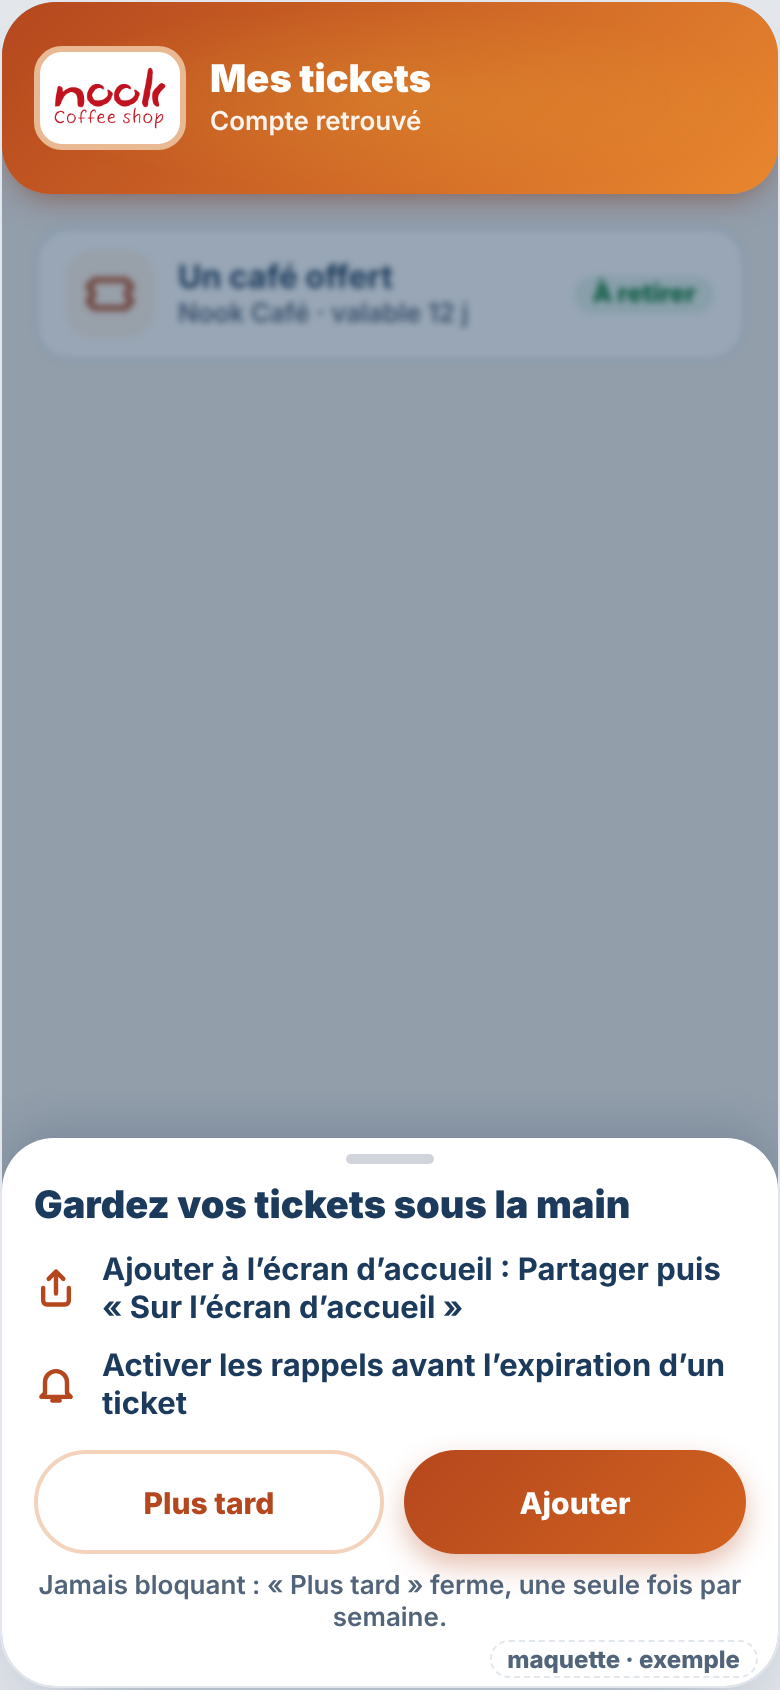 nook
Coffee shop
Mes tickets
Compte retrouvé
Un café offert
Nook Café · valable 12 j
À retirer
Gardez vos tickets sous la main
Ajouter à l’écran d’accueil : Partager puis
« Sur l’écran d’accueil »
Activer les rappels avant l’expiration d’un
ticket
Plus tard
Ajouter
Jamais bloquant : « Plus tard » ferme, une seule fois par
semaine.
maquette · exemple